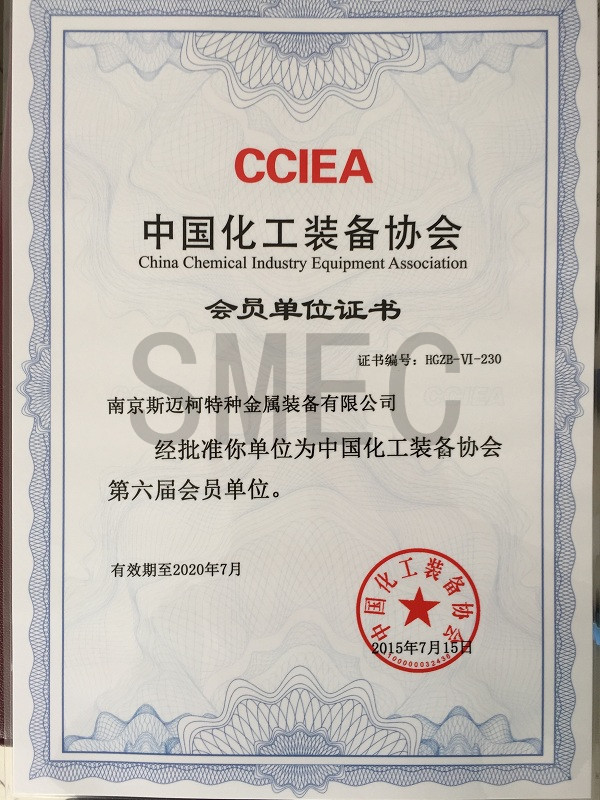 CCIEA
中国化工装备协会
China Chemical Industry Equipment Association
会员单位证书
SMEC
证书编号：HGZB-VI-230
南京斯迈柯特种金属装备有限公司
经批准你单位为中国化工装备协会
第六届会员单位。
有效期至2020年7月
中国化工装备协会
2015年7月15日